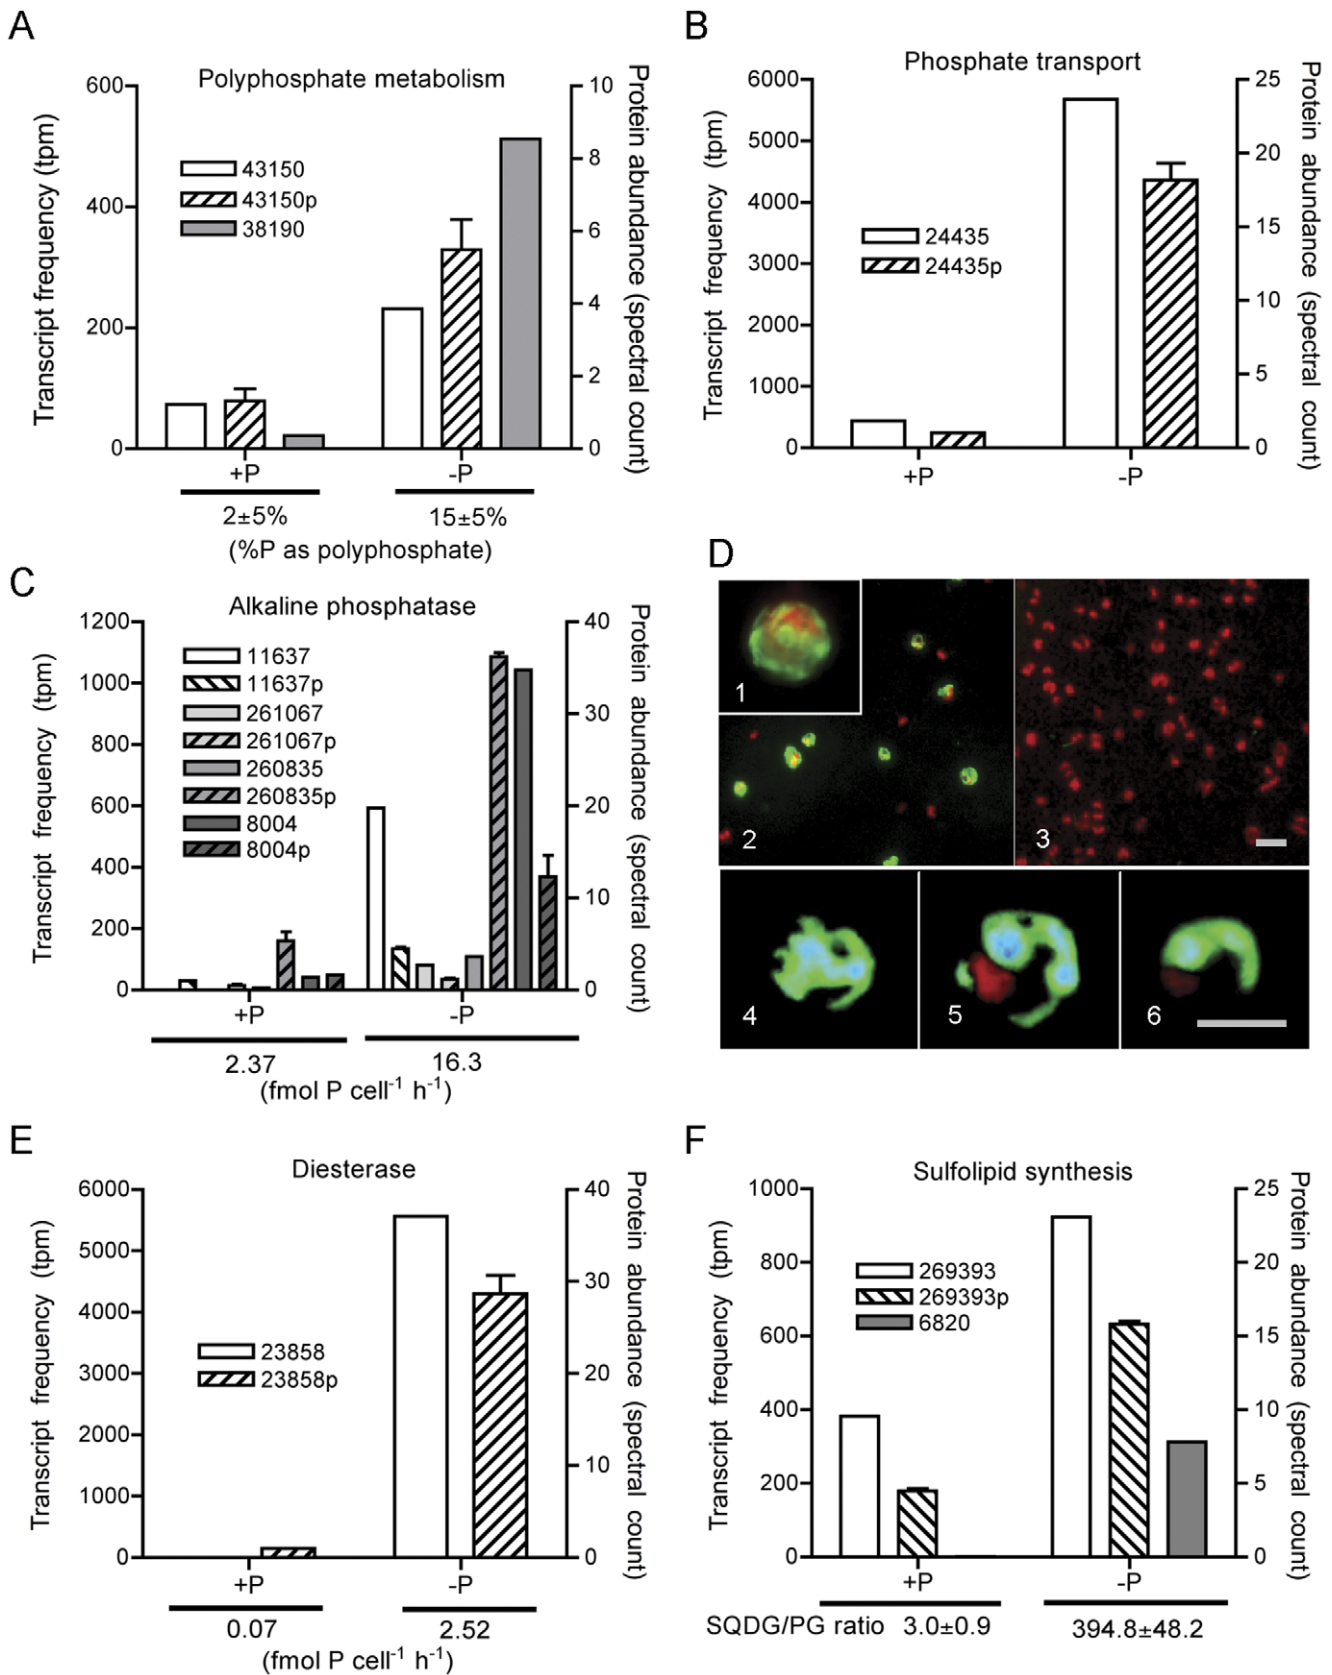 A
Polyphosphate metabolism
Transcript frequency (tpm)
600
400
200
0
10
8
6
4
2
0
Protein abundance (spectral count)
43150
43150p
38190
+P
-P
2±5%
15±5%
(%P as polyphosphate)
B
Phosphate transport
Transcript frequency (tpm)
6000
5000
4000
3000
2000
1000
0
25
20
15
10
5
0
Protein abundance (spectral count)
24435
24435p
+P
-P
C
Alkaline phosphatase
Transcript frequency (tpm)
1200
1000
800
600
400
200
0
40
30
20
10
0
Protein abundance (spectral count)
11637
11637p
261067
261067p
260835
260835p
8004
8004p
+P
-P
2.37
16.3
(fmol P cell⁻¹ h⁻¹)
D
1
2
3
4
5
6
E
Diesterase
Transcript frequency (tpm)
6000
5000
4000
3000
2000
1000
0
40
30
20
10
0
Protein abundance (spectral count)
23858
23858p
+P
-P
0.07
2.52
(fmol P cell⁻¹ h⁻¹)
F
Sulfolipid synthesis
Transcript frequency (tpm)
1000
800
600
400
200
0
25
20
15
10
5
0
Protein abundance (spectral count)
269393
269393p
6820
+P
-P
SQDG/PG ratio 3.0±0.9 394.8±48.2